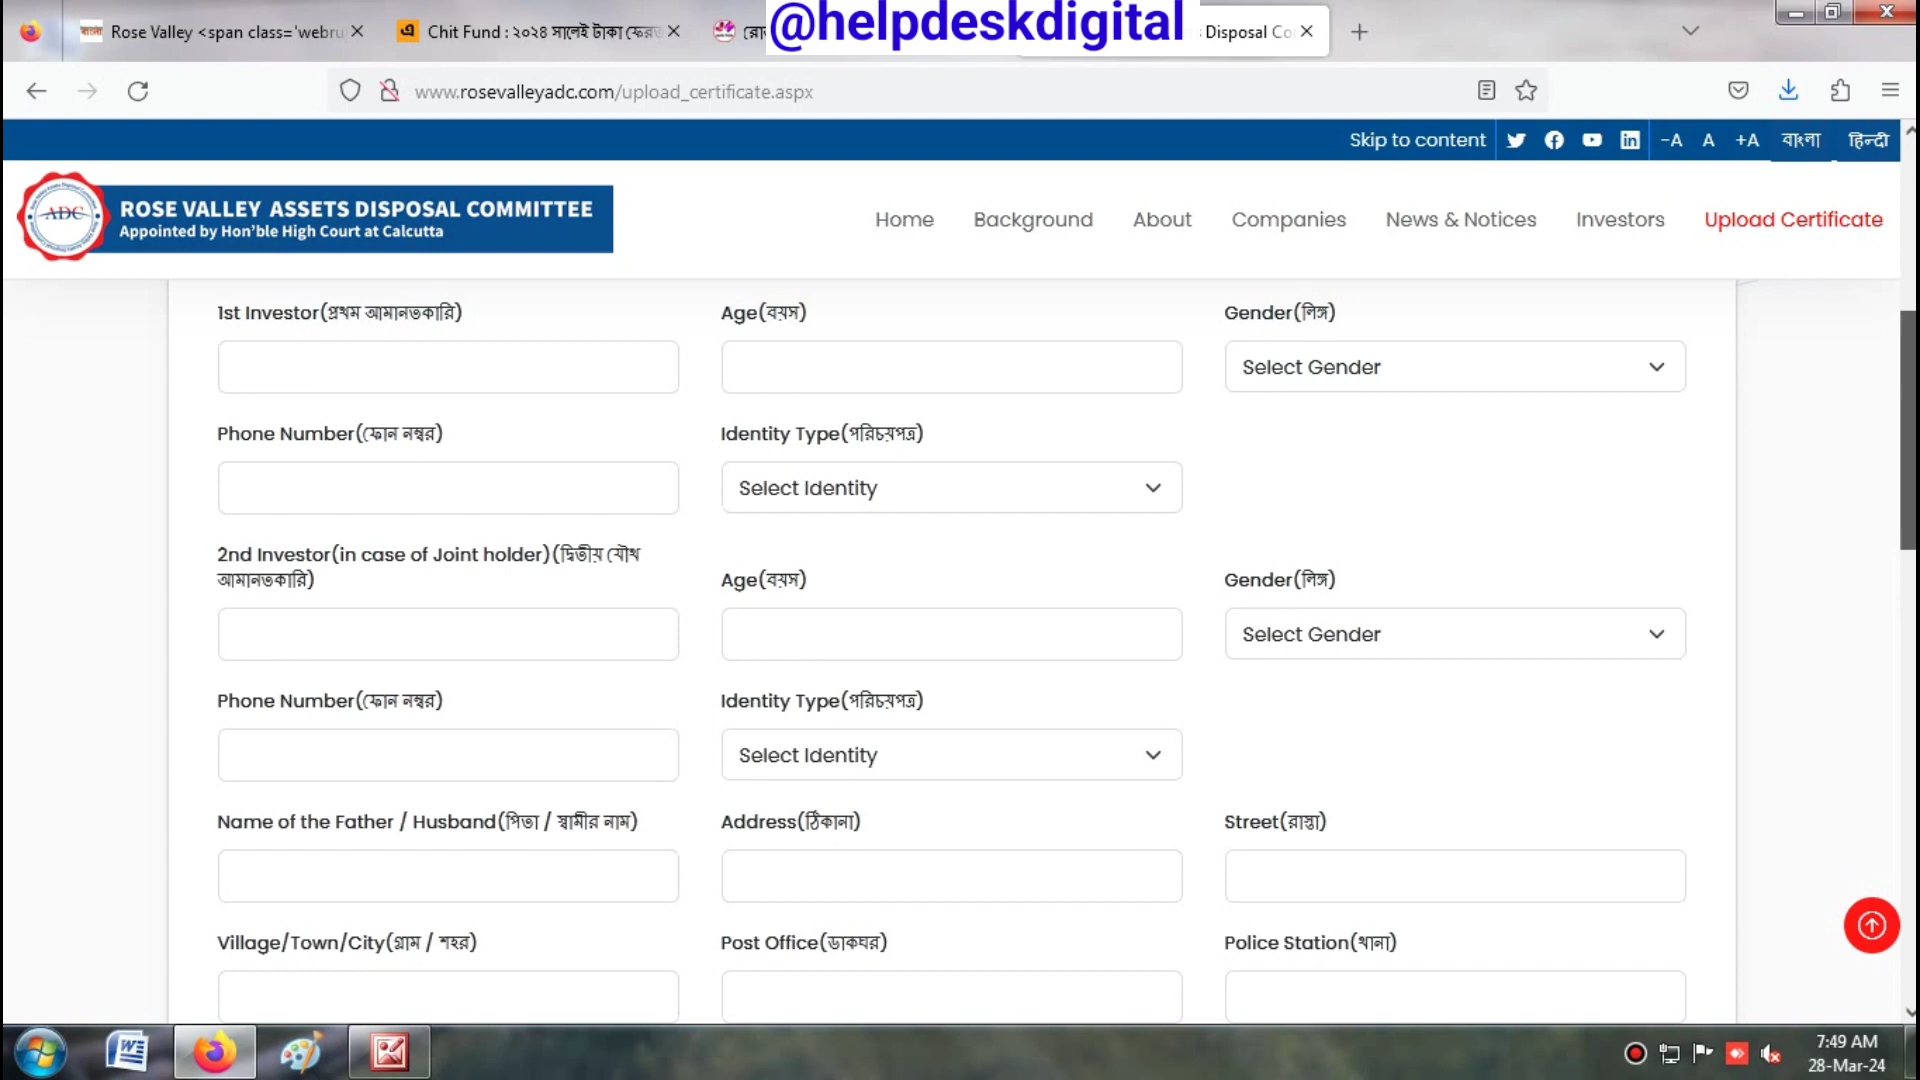 @helpdeskdigital
Rose Valley <span class='webru
Chit Fund : ২০২৪ সালেই টাকা ফেরত
Disposal Co
www.rosevalleyadc.com/upload_certificate.aspx
Skip to content -A A +A বাংলা हिन्दी
ADC
ROSE VALLEY ASSETS DISPOSAL COMMITTEE
Appointed by Hon'ble High Court at Calcutta
Home Background About Companies News & Notices Investors Upload Certificate
1st Investor(প্রথম আমানতকারি) Age(বয়স) Gender(লিঙ্গ)
Select Gender
Phone Number(ফোন নম্বর) Identity Type(পরিচয়পত্র)
Select Identity
2nd Investor(in case of Joint holder)(দ্বিতীয় যৌথ
আমানতকারি) Age(বয়স) Gender(লিঙ্গ)
Select Gender
Phone Number(ফোন নম্বর) Identity Type(পরিচয়পত্র)
Select Identity
Name of the Father / Husband(পিতা / স্বামীর নাম) Address(ঠিকানা) Street(রাস্তা)
Village/Town/City(গ্রাম / শহর) Post Office(ডাকঘর) Police Station(থানা)
7:49 AM
28-Mar-24